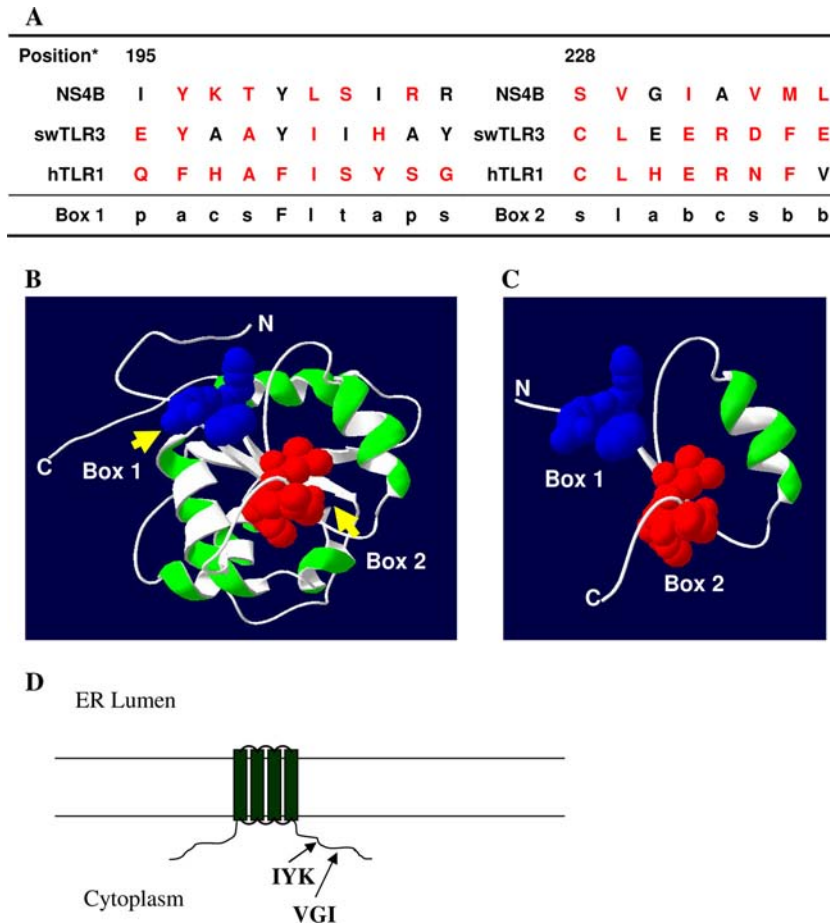 A
Position* 195 228
NS4B I Y K T Y L S I R R NS4B S V G I A V M L
swTLR3 E Y A A Y I I H A Y swTLR3 C L E E R D F E
hTLR1 Q F H A F I S Y S G hTLR1 C L H E R N F V
Box 1 p a c s F l t a p s Box 2 s l a b c s b b
B
N
C
Box 1
Box 2
C
N
Box 1
Box 2
C
D
ER Lumen
IYK
Cytoplasm
VGI